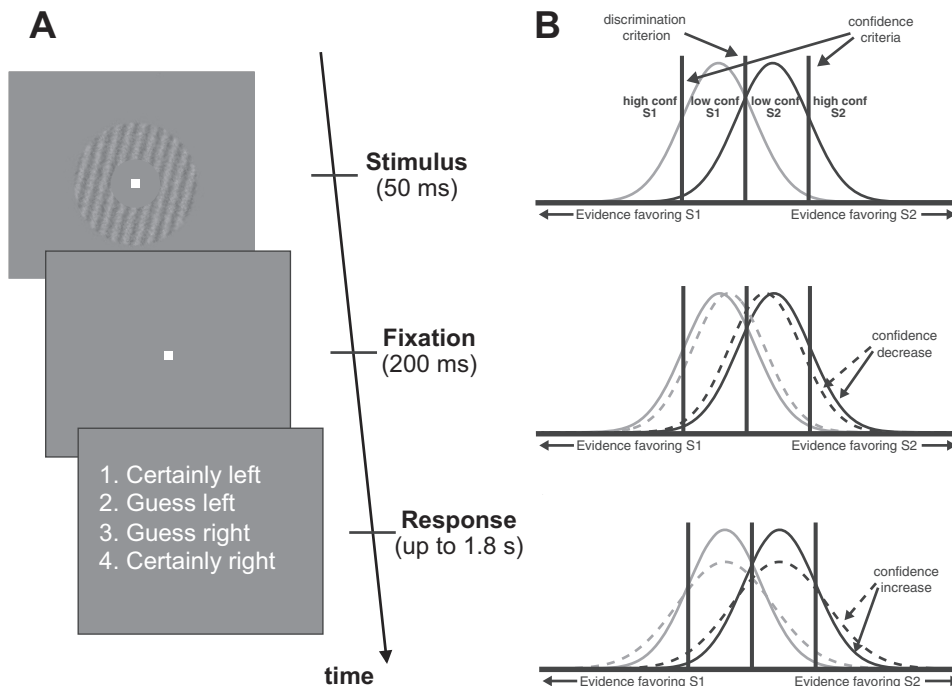 A
Stimulus
(50 ms)
Fixation
(200 ms)
1. Certainly left
2. Guess left
3. Guess right
4. Certainly right
Response
(up to 1.8 s)
time
B
discrimination
criterion
confidence
criteria
high conf
S1
low conf
S1
low conf
S2
high conf
S2
Evidence favoring S1
Evidence favoring S2
confidence
decrease
Evidence favoring S1
Evidence favoring S2
confidence
increase
Evidence favoring S1
Evidence favoring S2